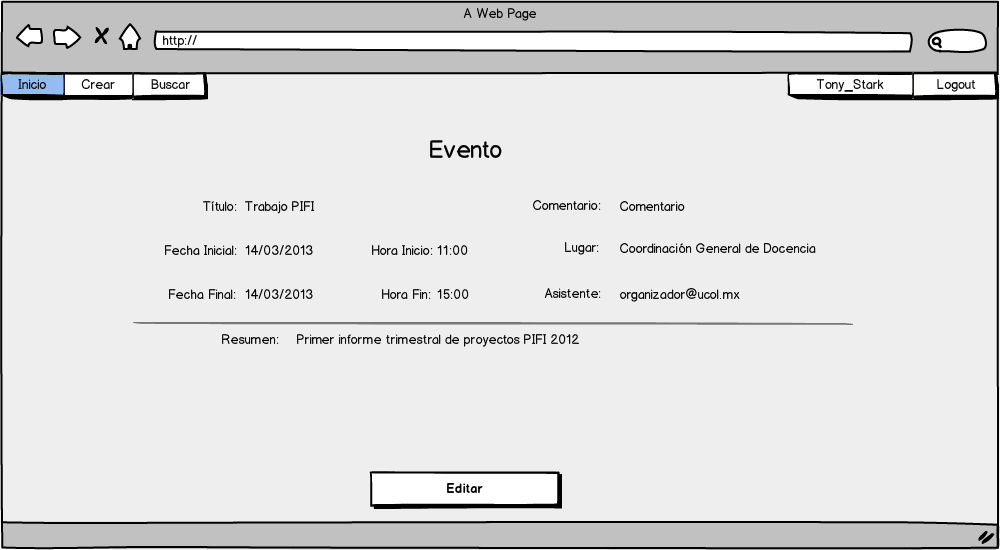 A Web Page
http://
Inicio Crear Buscar Tony_Stark Logout
Evento
Título: Trabajo PIFI Comentario: Comentario
Fecha Inicial: 14/03/2013 Hora Inicio: 11:00 Lugar: Coordinación General de Docencia
Fecha Final: 14/03/2013 Hora Fin: 15:00 Asistente: organizador@ucol.mx
Resumen: Primer informe trimestral de proyectos PIFI 2012
Editar